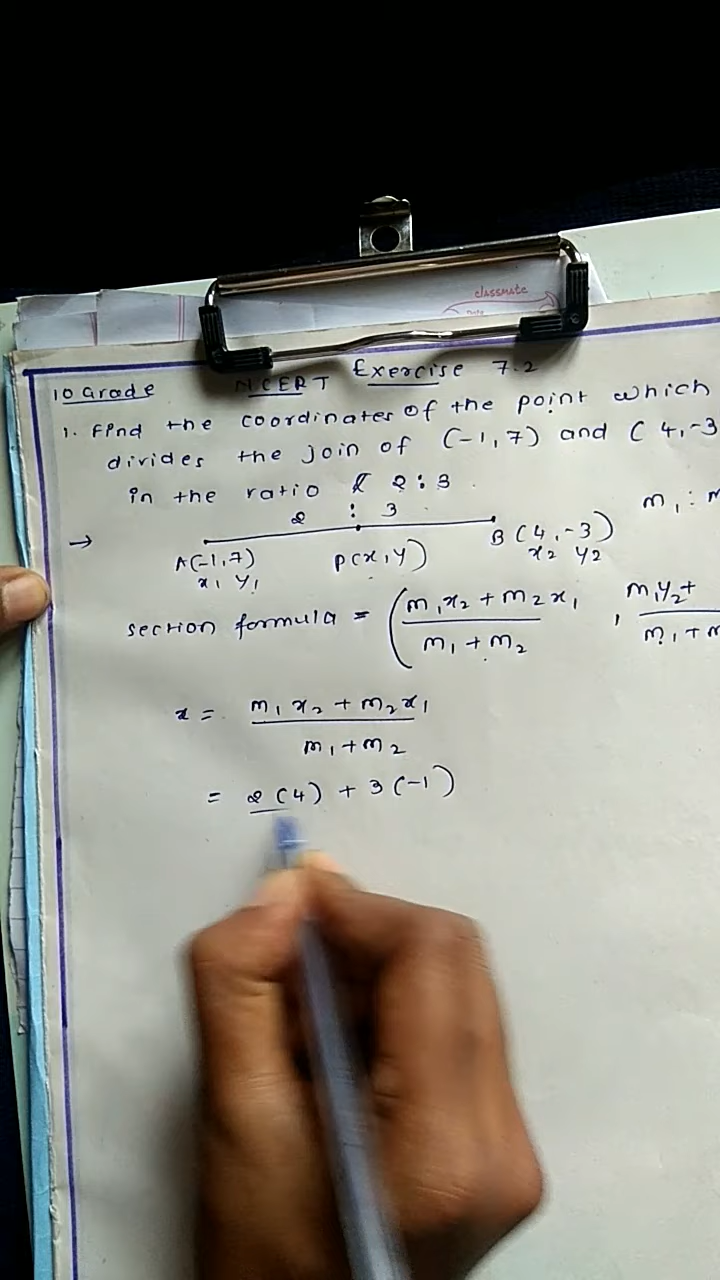 classmate
10 Grade NCERT Exercise 7.2
1. Find the coordinates of the point which
divides the join of (-1, 7) and (4, -3
in the ratio 2 : 3.
2 : 3
m₁ :
→ A(-1, 7) P(x, y) B(4, -3)
x₁ y₁ x₂ y₂
section formula = ( m₁x₂ + m₂x₁ / m₁ + m₂ , m₁y₂ + / m₁ +
x = m₁x₂ + m₂x₁ / m₁ + m₂
= 2(4) + 3(-1)